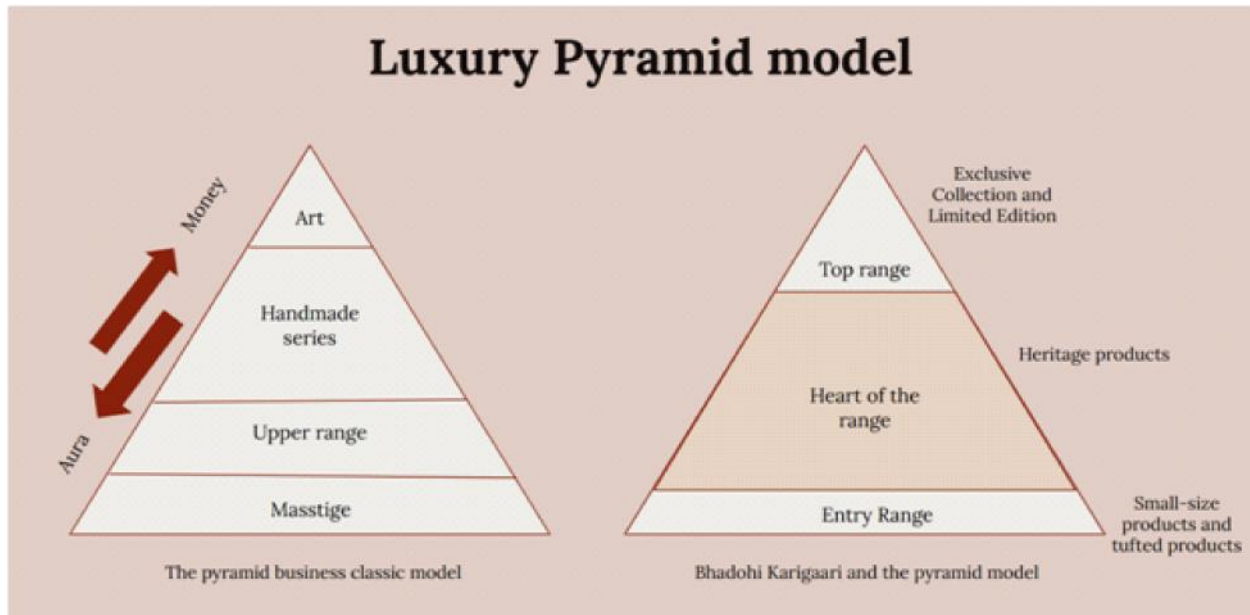 Luxury Pyramid model
Money
Aura
Art
Handmade
series
Upper range
Masstige
The pyramid business classic model
Exclusive
Collection and
Limited Edition
Top range
Heritage products
Heart of the
range
Entry Range
Small-size
products and
tufted products
Bhadohi Karigaari and the pyramid model